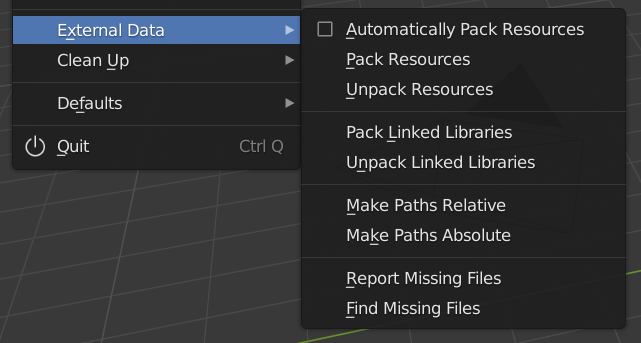 External Data
Clean Up
Defaults
Quit Ctrl Q
Automatically Pack Resources
Pack Resources
Unpack Resources
Pack Linked Libraries
Unpack Linked Libraries
Make Paths Relative
Make Paths Absolute
Report Missing Files
Find Missing Files